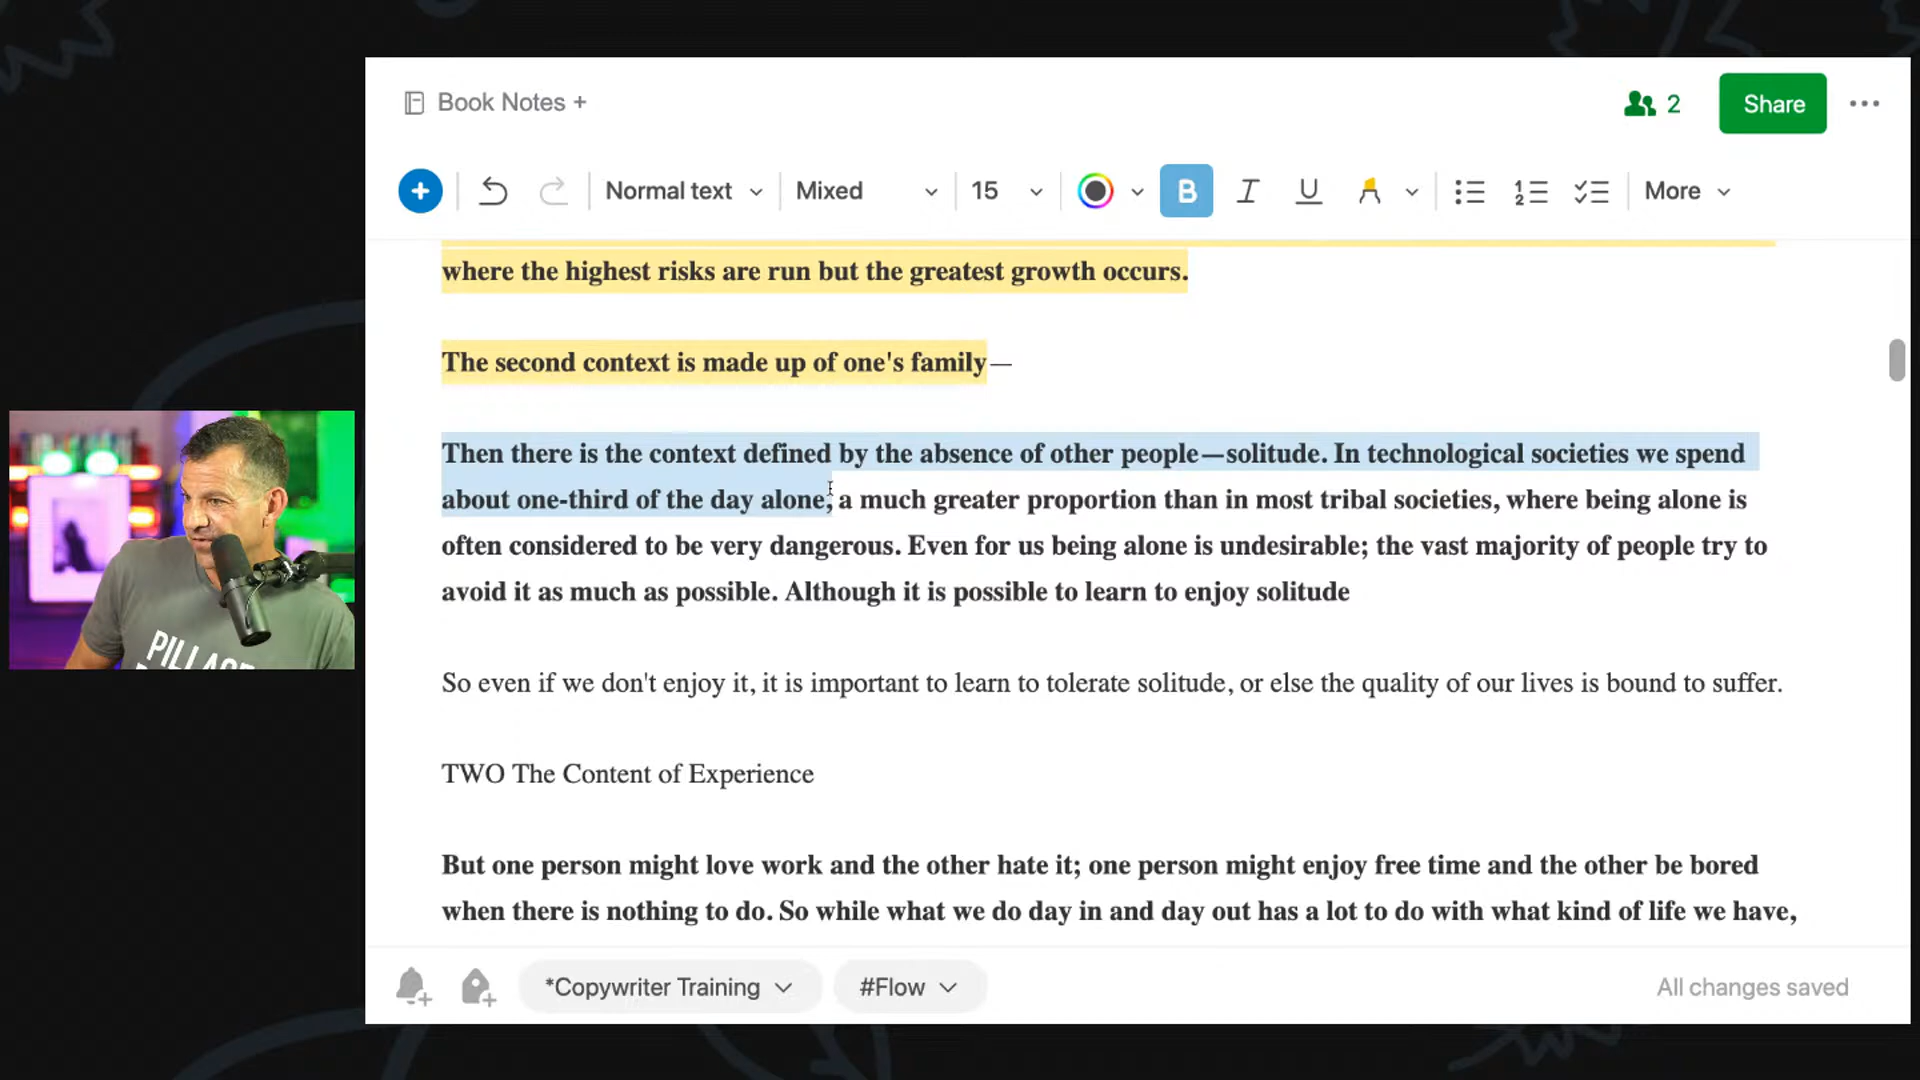 Book Notes +
2
Share
Normal text
Mixed
15
B I U
More
where the highest risks are run but the greatest growth occurs.
The second context is made up of one's family—
Then there is the context defined by the absence of other people—solitude. In technological societies we spend
about one-third of the day alone, a much greater proportion than in most tribal societies, where being alone is
often considered to be very dangerous. Even for us being alone is undesirable; the vast majority of people try to
avoid it as much as possible. Although it is possible to learn to enjoy solitude
So even if we don't enjoy it, it is important to learn to tolerate solitude, or else the quality of our lives is bound to suffer.
TWO The Content of Experience
But one person might love work and the other hate it; one person might enjoy free time and the other be bored
when there is nothing to do. So while what we do day in and day out has a lot to do with what kind of life we have,
*Copywriter Training
#Flow
All changes saved